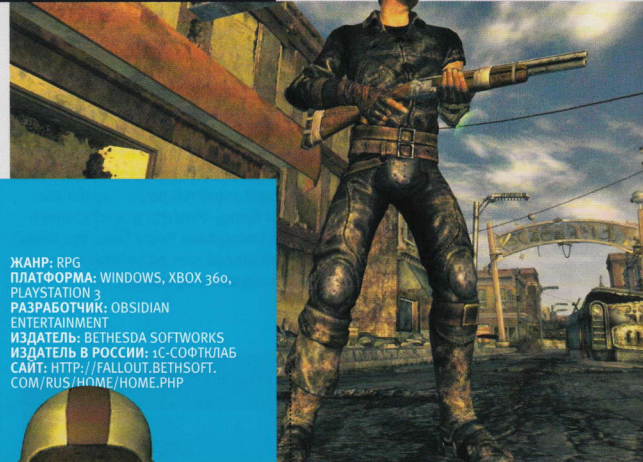 ЖАНР: RPG
ПЛАТФОРМА: WINDOWS, XBOX 360,
PLAYSTATION 3
РАЗРАБОТЧИК: OBSIDIAN
ENTERTAINMENT
ИЗДАТЕЛЬ: BETHESDA SOFTWORKS
ИЗДАТЕЛЬ В РОССИИ: 1С-СОФТКЛАБ
САЙТ: HTTP://FALLOUT.BETHSOFT.
COM/RUS/HOME/HOME.PHP